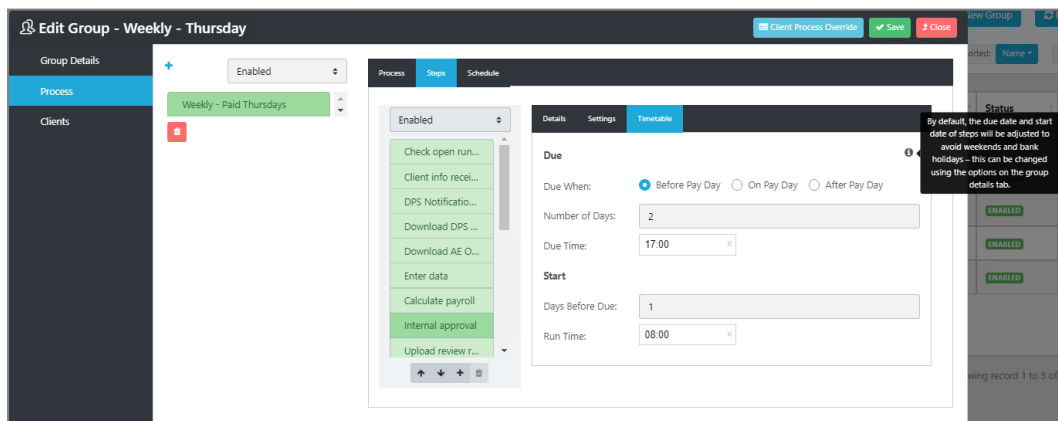 Edit Group - Weekly - Thursday
Client Process Override
Save
Close
New Group
Group Details
Process
Clients
Enabled
Weekly - Paid Thursdays
Process Steps Schedule
Enabled
Check open run...
Client info recei...
DPS Notificatio...
Download DPS ...
Download AE O...
Enter data
Calculate payroll
Internal approval
Upload review r...
Details Settings Timetable
Due
Due When: Before Pay Day On Pay Day After Pay Day
Number of Days: 2
Due Time: 17:00 x
Start
Days Before Due: 1
Run Time: 08:00 x
orted: Name
Status
By default, the due date and start
date of steps will be adjusted to
avoid weekends and bank
holidays – this can be changed
using the options on the group
details tab.
ENABLED
ENABLED
ENABLED
wing record 1 to 5 of